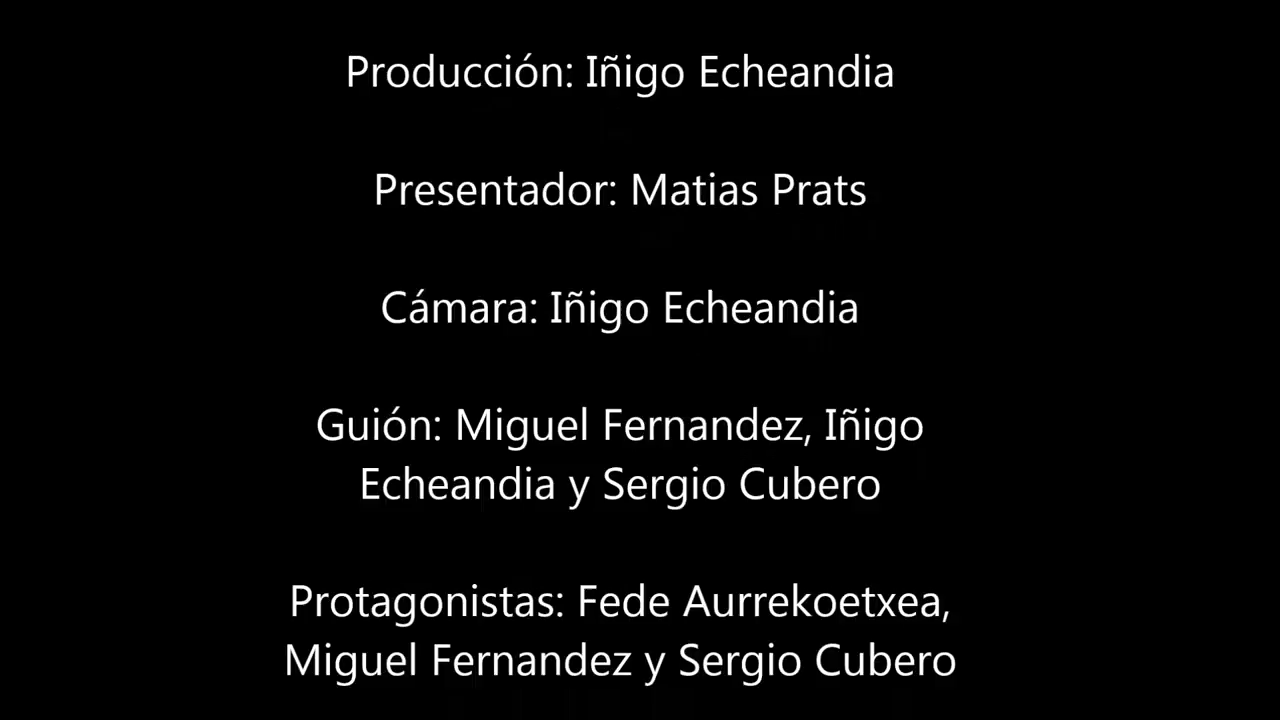 Producción: Iñigo Echeandia
Presentador: Matias Prats
Cámara: Iñigo Echeandia
Guión: Miguel Fernandez, Iñigo
Echeandia y Sergio Cubero
Protagonistas: Fede Aurrekoetxea,
Miguel Fernandez y Sergio Cubero